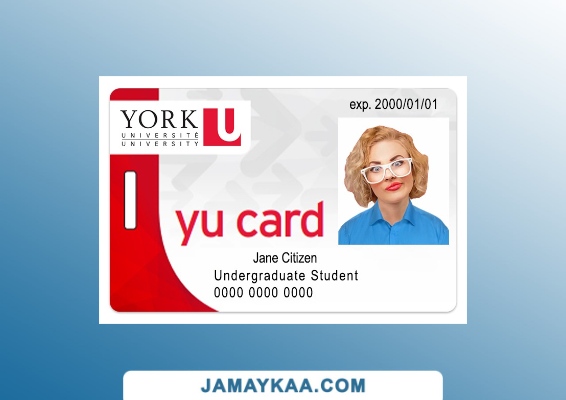 exp. 2000/01/01
YORK U
UNIVERSITÉ
UNIVERSITY
yu card
Jane Citizen
Undergraduate Student
0000 0000 0000
JAMAYKAA.COM